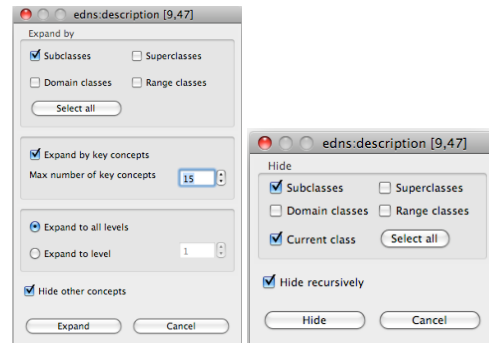 edns:description [9,47]
Expand by
Subclasses Superclasses
Domain classes Range classes
Select all
Expand by key concepts
Max number of key concepts 15
Expand to all levels
Expand to level 1
Hide other concepts
Expand Cancel
edns:description [9,47]
Hide
Subclasses Superclasses
Domain classes Range classes
Current class Select all
Hide recursively
Hide Cancel